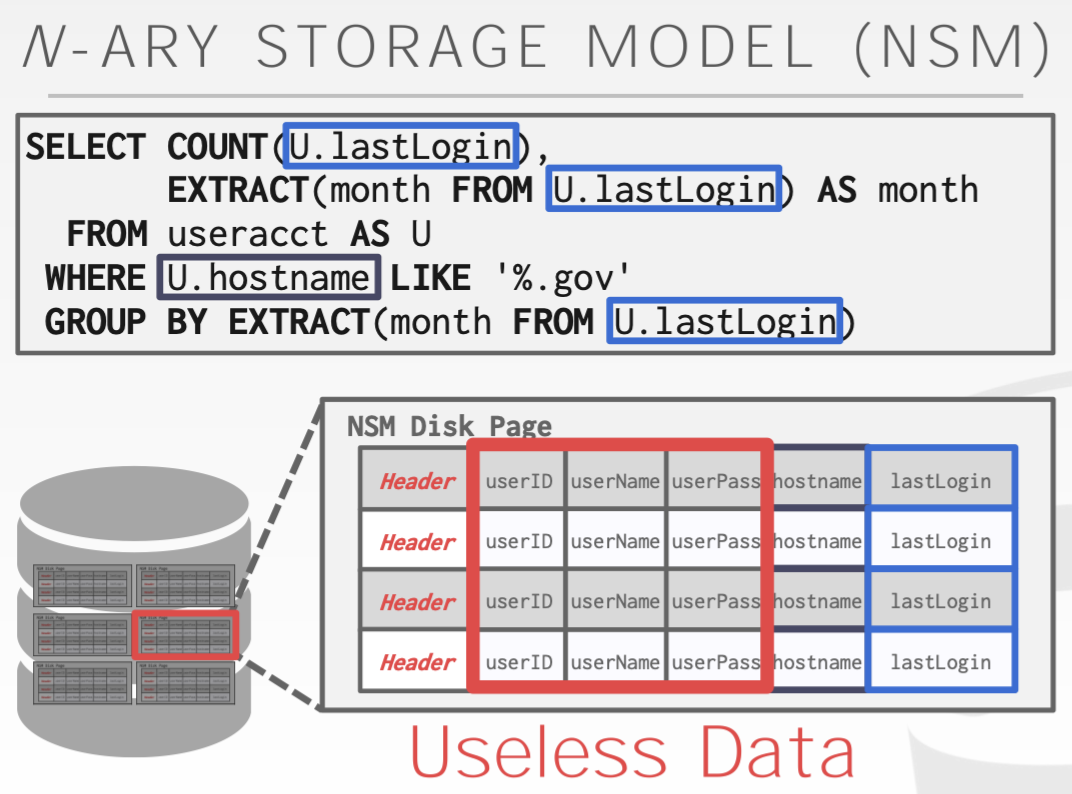 N-ARY STORAGE MODEL (NSM)
SELECT COUNT(U.lastLogin),
EXTRACT(month FROM U.lastLogin) AS month
FROM useracct AS U
WHERE U.hostname LIKE '%.gov'
GROUP BY EXTRACT(month FROM U.lastLogin)
NSM Disk Page
Header userID userName userPass hostname lastLogin
Header userID userName userPass hostname lastLogin
Header userID userName userPass hostname lastLogin
Header userID userName userPass hostname lastLogin
Useless Data